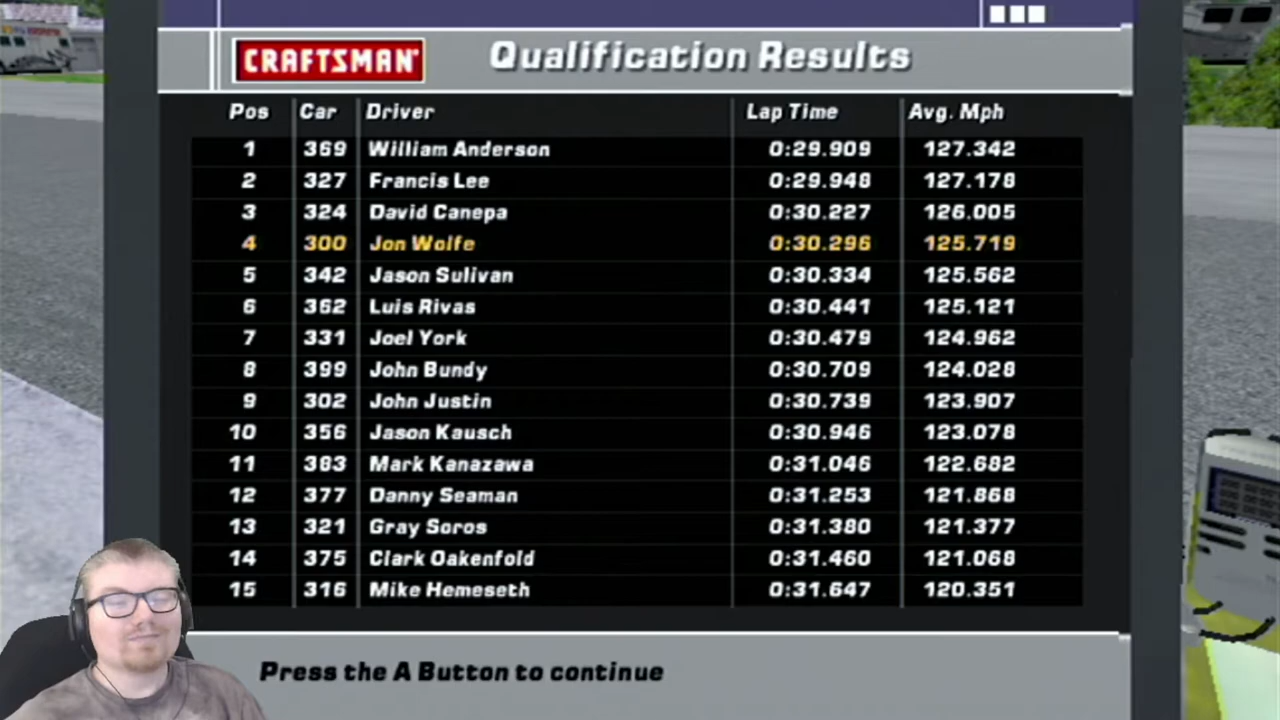 CRAFTSMAN
Qualification Results
Pos Car Driver Lap Time Avg. Mph
1 369 William Anderson 0:29.909 127.342
2 327 Francis Lee 0:29.948 127.178
3 324 David Canepa 0:30.227 126.005
4 300 Jon Wolfe 0:30.296 125.719
5 342 Jason Sulivan 0:30.334 125.562
6 362 Luis Rivas 0:30.441 125.121
7 331 Joel York 0:30.479 124.962
8 399 John Bundy 0:30.709 124.028
9 302 John Justin 0:30.739 123.907
10 356 Jason Kausch 0:30.946 123.078
11 383 Mark Kanazawa 0:31.046 122.682
12 377 Danny Seaman 0:31.253 121.868
13 321 Gray Soros 0:31.380 121.377
14 375 Clark Oakenfold 0:31.460 121.068
15 316 Mike Hemeseth 0:31.647 120.351
Press the A Button to continue